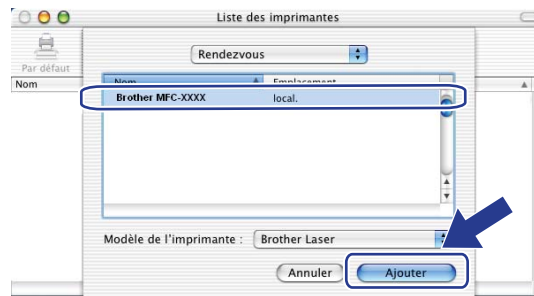 Liste des imprimantes
Rendezvous
Par défaut
Nom
Nom Emplacement
Brother MFC-XXXX local.
Modèle de l'imprimante : Brother Laser
Annuler Ajouter